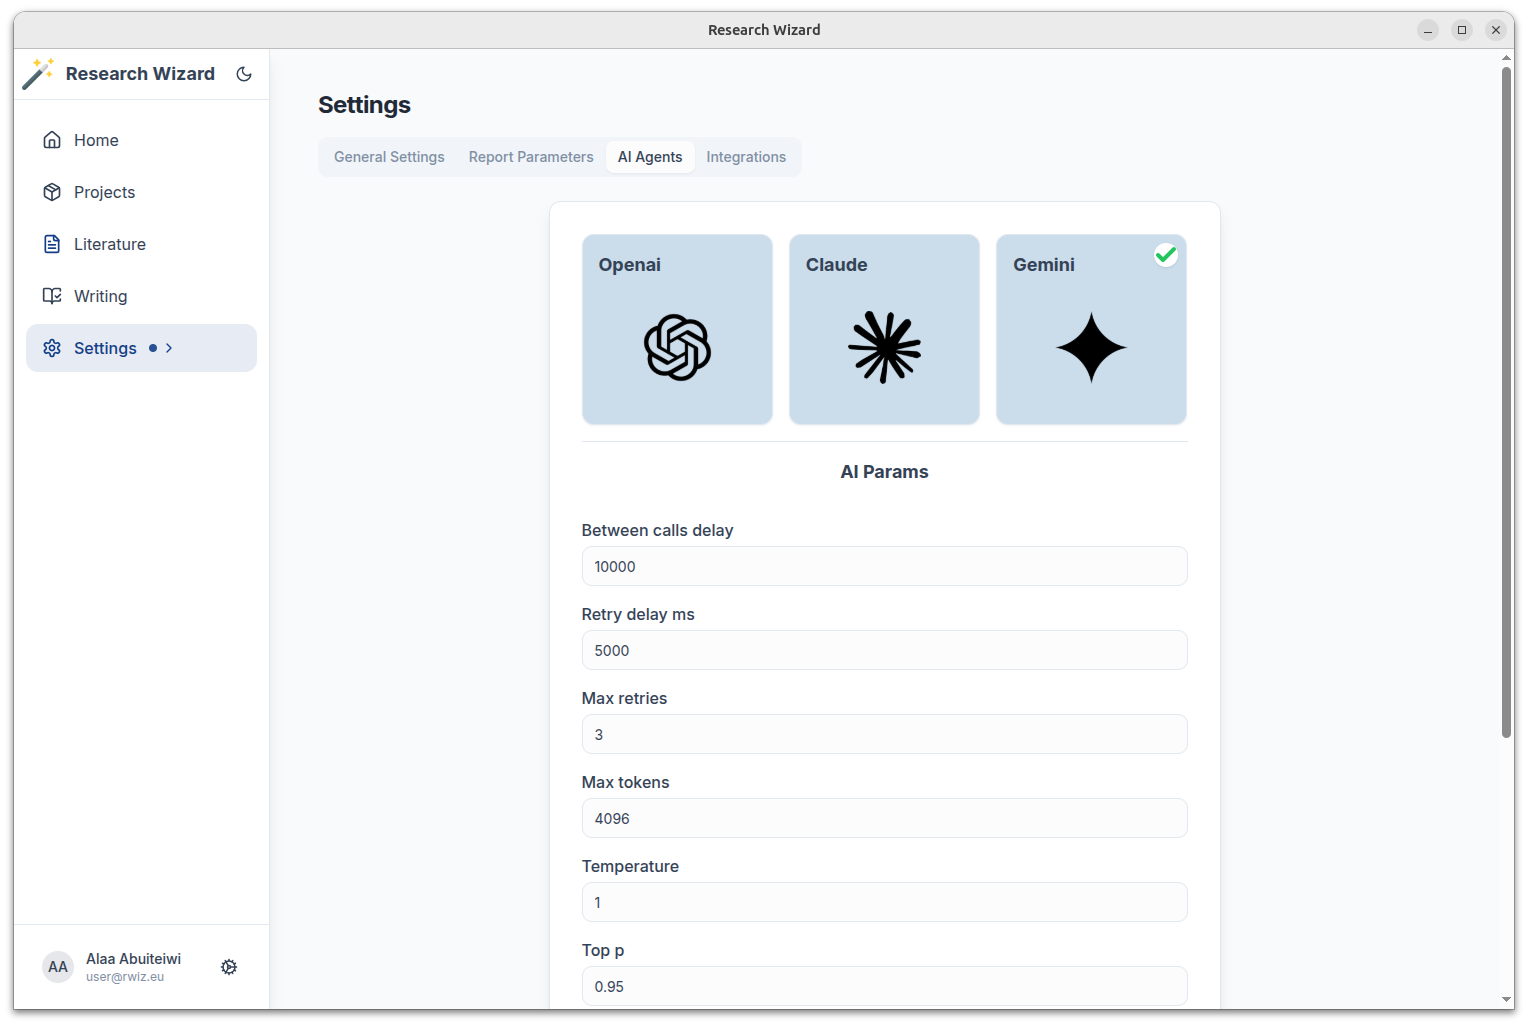 Research Wizard
Research Wizard
Home
Projects
Literature
Writing
Settings
AA
Alaa Abuiteiwi
user@rwiz.eu
Settings
General Settings
Report Parameters
AI Agents
Integrations
Openai
Claude
Gemini
AI Params
Between calls delay
10000
Retry delay ms
5000
Max retries
3
Max tokens
4096
Temperature
1
Top p
0.95